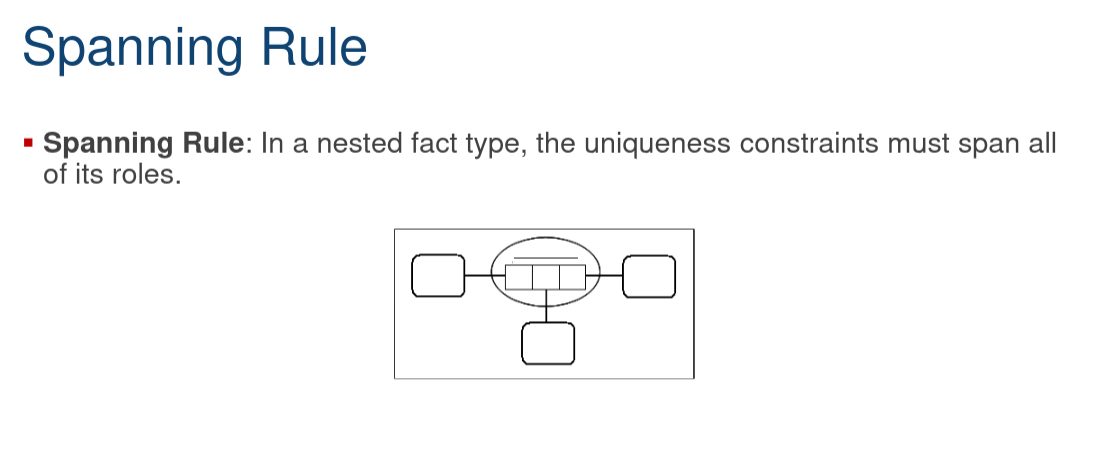 Spanning Rule
▪ Spanning Rule: In a nested fact type, the uniqueness constraints must span all
of its roles.